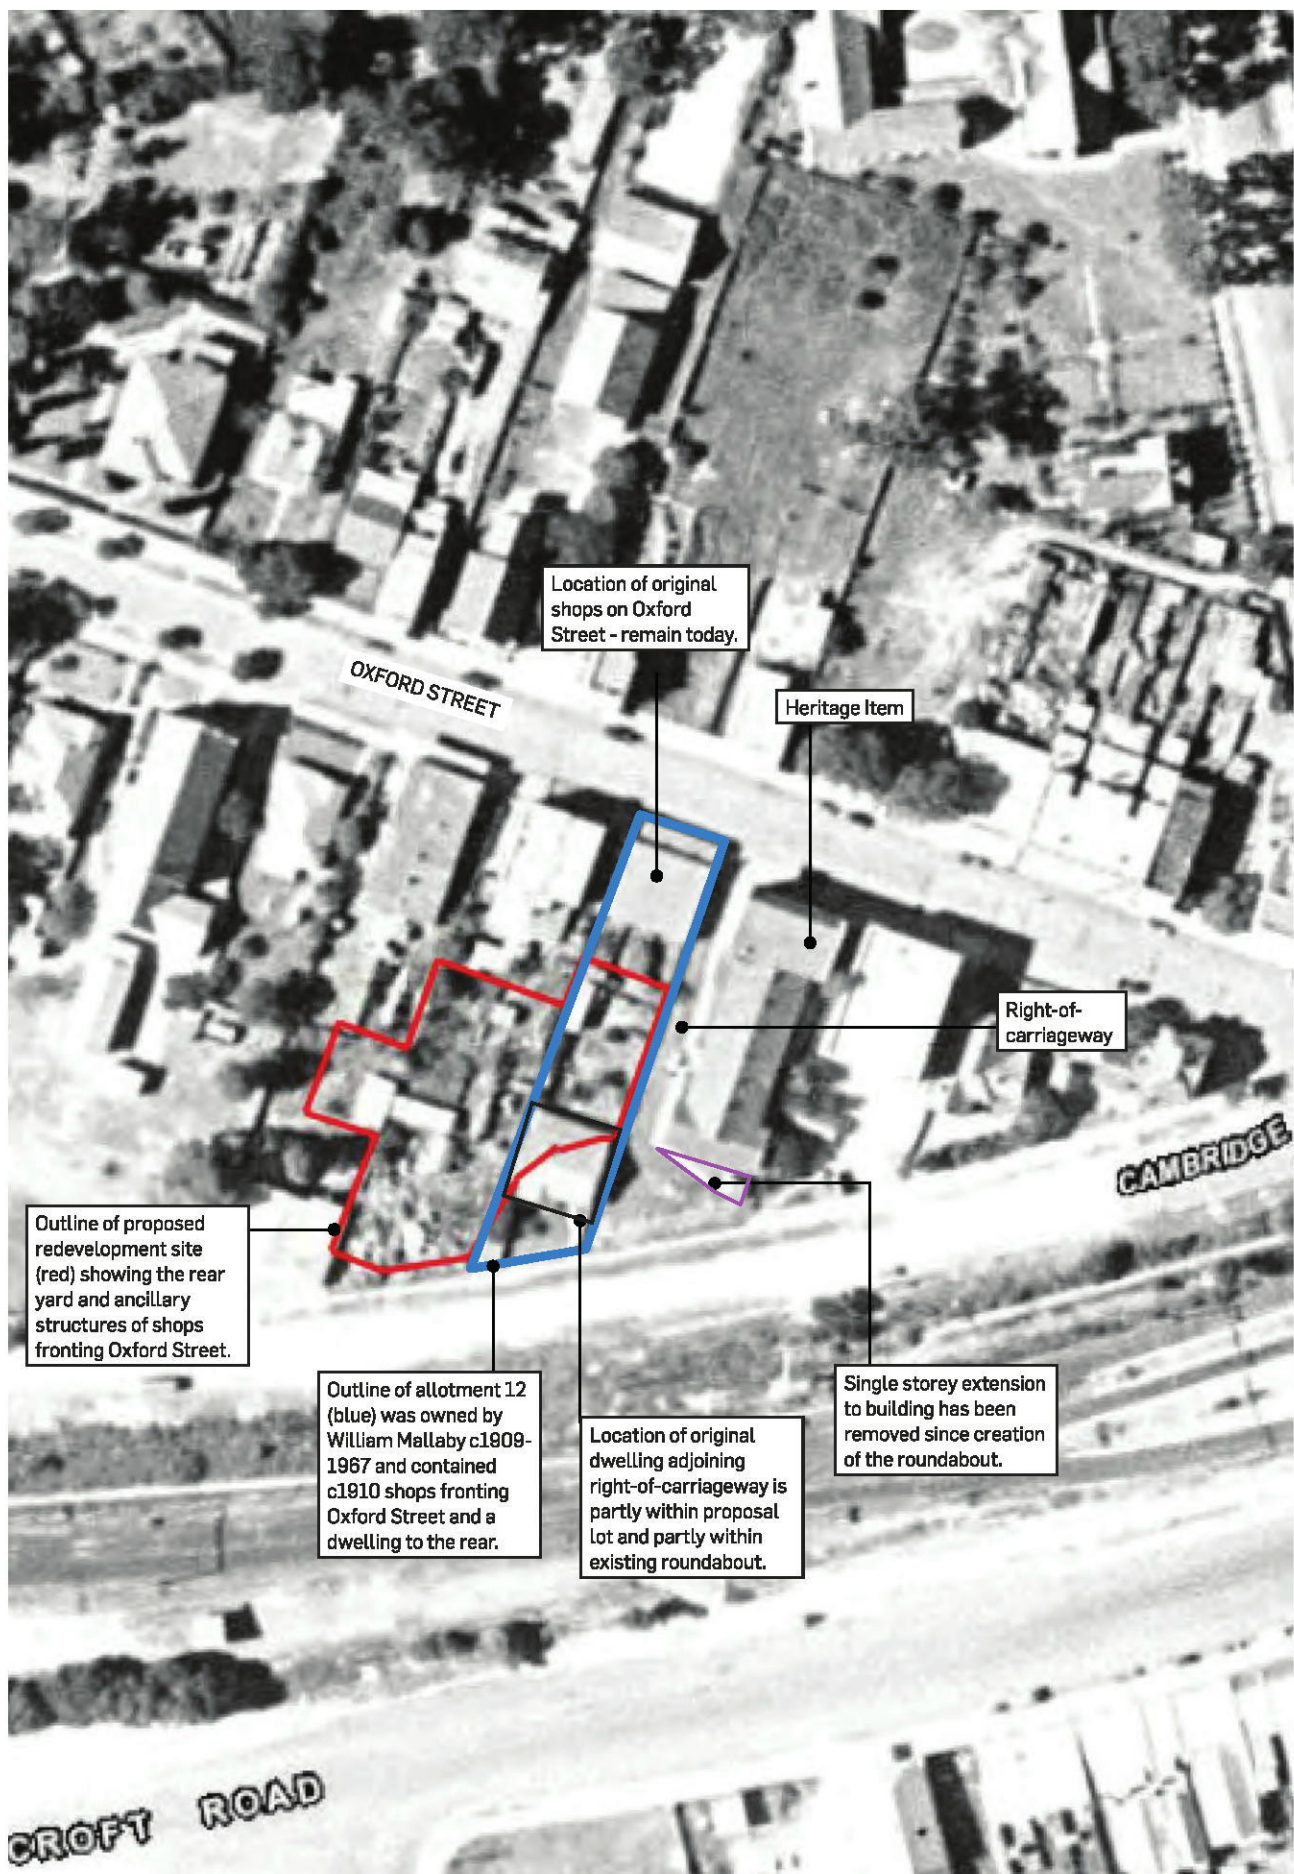 Location of original
shops on Oxford
Street - remain today.
OXFORD STREET
Heritage Item
Right-of-
carriageway
CAMBRIDGE
Outline of proposed
redevelopment site
(red) showing the rear
yard and ancillary
structures of shops
fronting Oxford Street.
Outline of allotment 12
(blue) was owned by
William Mallaby c1909-
1967 and contained
c1910 shops fronting
Oxford Street and a
dwelling to the rear.
Location of original
dwelling adjoining
right-of-carriageway is
partly within proposal
lot and partly within
existing roundabout.
Single storey extension
to building has been
removed since creation
of the roundabout.
CROFT ROAD